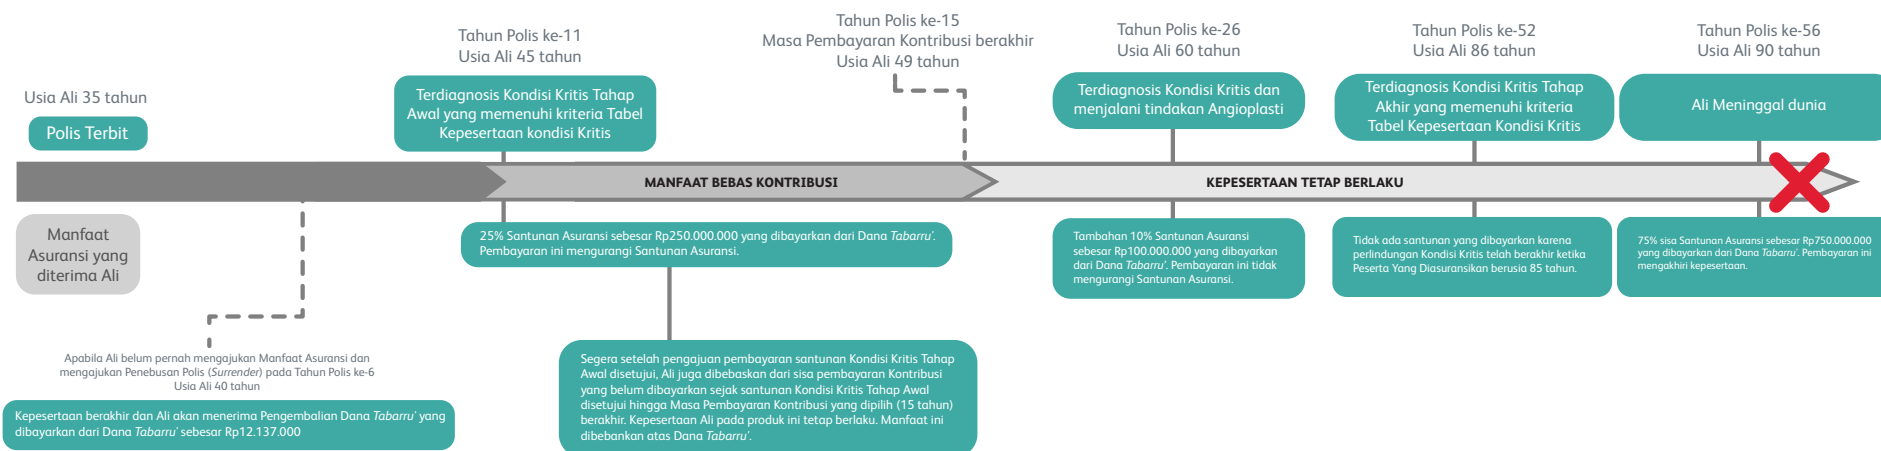 Usia Ali 35 tahun
Polis Terbit
Tahun Polis ke-11
Usia Ali 45 tahun
Terdiagnosis Kondisi Kritis Tahap
Awal yang memenuhi kriteria Tabel
Kepesertaan kondisi Kritis
Tahun Polis ke-15
Masa Pembayaran Kontribusi berakhir
Usia Ali 49 tahun
Tahun Polis ke-26
Usia Ali 60 tahun
Terdiagnosis Kondisi Kritis dan
menjalani tindakan Angioplasti
Tahun Polis ke-52
Usia Ali 86 tahun
Terdiagnosis Kondisi Kritis Tahap
Akhir yang memenuhi kriteria
Tabel Kepesertaan Kondisi Kritis
Tahun Polis ke-56
Usia Ali 90 tahun
Ali Meninggal dunia
MANFAAT BEBAS KONTRIBUSI
KEPESERTAAN TETAP BERLAKU
Manfaat
Asuransi yang
diterima Ali
25% Santunan Asuransi sebesar Rp250.000.000 yang dibayarkan dari Dana Tabarru'.
Pembayaran ini mengurangi Santunan Asuransi.
Tambahan 10% Santunan Asuransi
sebesar Rp100.000.000 yang dibayarkan
dari Dana Tabarru'. Pembayaran ini tidak
mengurangi Santunan Asuransi.
Tidak ada santunan yang dibayarkan karena
perlindungan Kondisi Kritis telah berakhir ketika
Peserta Yang Diasuransikan berusia 85 tahun.
75% sisa Santunan Asuransi sebesar Rp750.000.000
yang dibayarkan dari Dana Tabarru'. Pembayaran ini
mengakhiri kepesertaan.
Apabila Ali belum pernah mengajukan Manfaat Asuransi dan
mengajukan Penebusan Polis (Surrender) pada Tahun Polis ke-6
Usia Ali 40 tahun
Kepesertaan berakhir dan Ali akan menerima Pengembalian Dana Tabarru' yang
dibayarkan dari Dana Tabarru' sebesar Rp12.137.000
Segera setelah pengajuan pembayaran santunan Kondisi Kritis Tahap
Awal disetujui, Ali juga dibebaskan dari sisa pembayaran Kontribusi
yang belum dibayarkan sejak santunan Kondisi Kritis Tahap Awal
disetujui hingga Masa Pembayaran Kontribusi yang dipilih (15 tahun)
berakhir. Kepesertaan Ali pada produk ini tetap berlaku. Manfaat ini
dibebankan atas Dana Tabarru'.